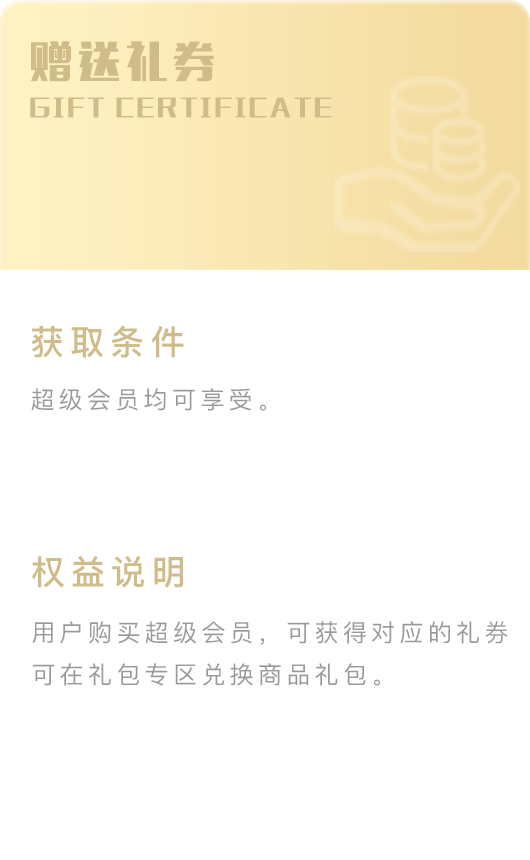 赠送礼券
GIFT CERTIFICATE
获取条件
超级会员均可享受。
权益说明
用户购买超级会员，可获得对应的礼券
可在礼包专区兑换商品礼包。